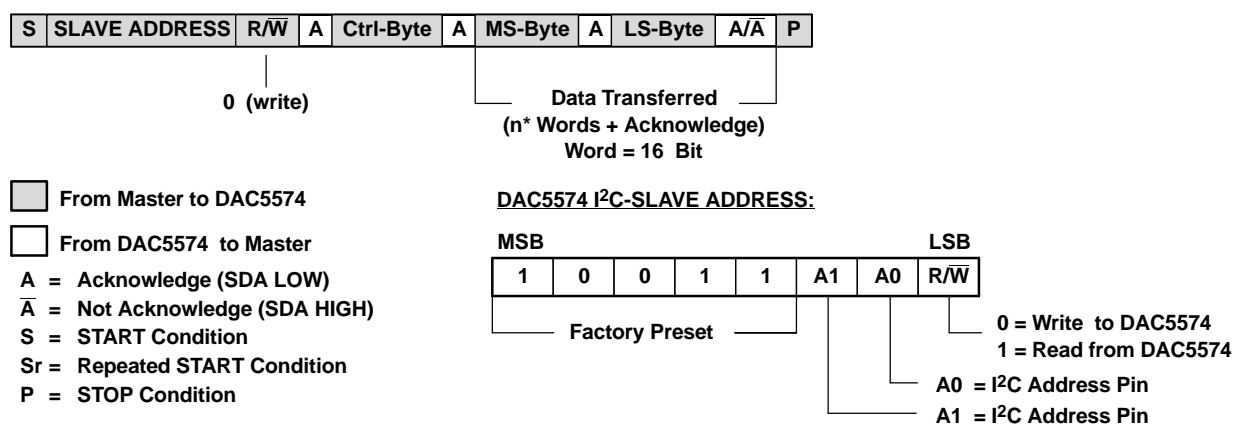 S SLAVE ADDRESS R/W̅ A Ctrl-Byte A MS-Byte A LS-Byte A/A̅ P
0 (write)
Data Transferred
(n* Words + Acknowledge)
Word = 16 Bit
From Master to DAC5574
From DAC5574 to Master
A = Acknowledge (SDA LOW)
A̅ = Not Acknowledge (SDA HIGH)
S = START Condition
Sr = Repeated START Condition
P = STOP Condition
DAC5574 I²C-SLAVE ADDRESS:
MSB LSB
1 0 0 1 1 A1 A0 R/W̅
Factory Preset
0 = Write to DAC5574
1 = Read from DAC5574
A0 = I²C Address Pin
A1 = I²C Address Pin